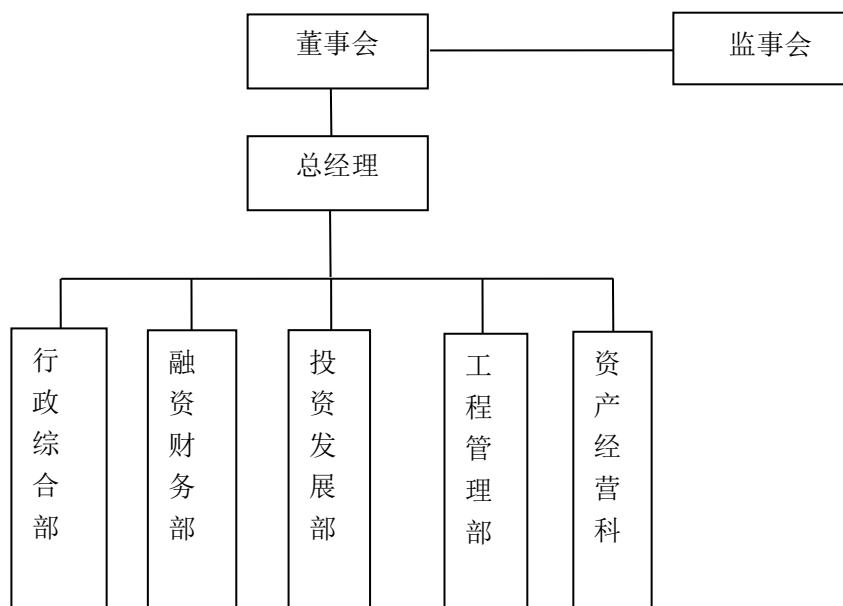 董事会
监事会
总经理
行政综合部
融资财务部
投资发展部
工程管理部
资产经营科